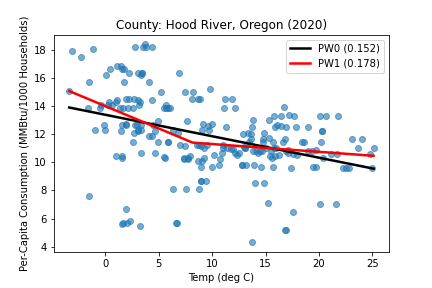 County: Hood River, Oregon (2020)
PW0 (0.152)
PW1 (0.178)
Per-Capita Consumption (MMBtu/1000 Households)
18
16
14
12
10
8
6
4
0 5 10 15 20 25
Temp (deg C)